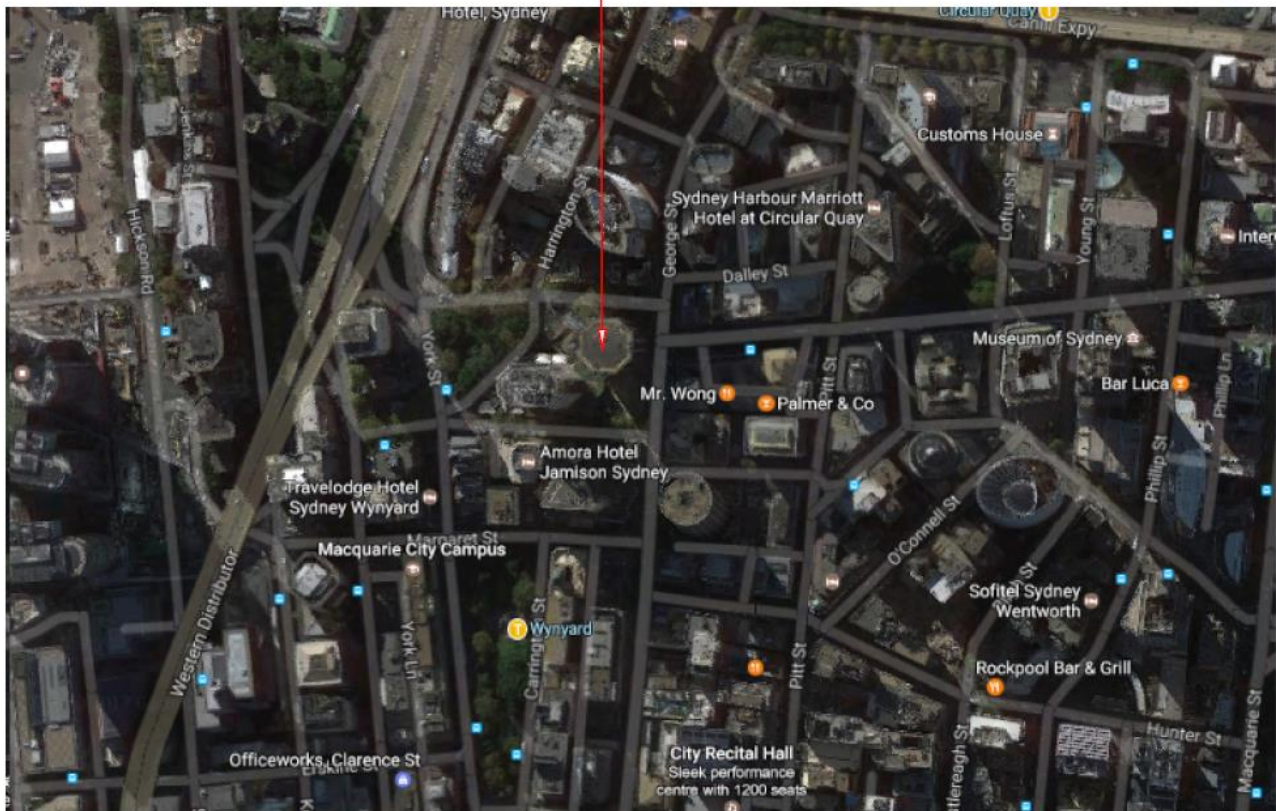 Hotel, Sydney
Circular Quay
Cahill Expy
Customs House
Hickson Rd
Harrington St
George St
Sydney Harbour Marriott
Hotel at Circular Quay
Loftus St
Young St
Dalley St
York St
Museum of Sydney
Mr. Wong
Palmer & Co
Pitt St
Bar Luca
Phillip Ln
Amora Hotel
Jamison Sydney
Travelodge Hotel
Sydney Wynyard
Phillip St
Margaret St
Macquarie City Campus
O'Connell St
Western Distributor
Sofitel Sydney
Wentworth
T
Wynyard
Carrington St
York Ln
Pitt St
Rockpool Bar & Grill
Macquarie St
Hunter St
Officeworks, Clarence St
Erskine St
City Recital Hall
Sleek performance
centre with 1200 seats